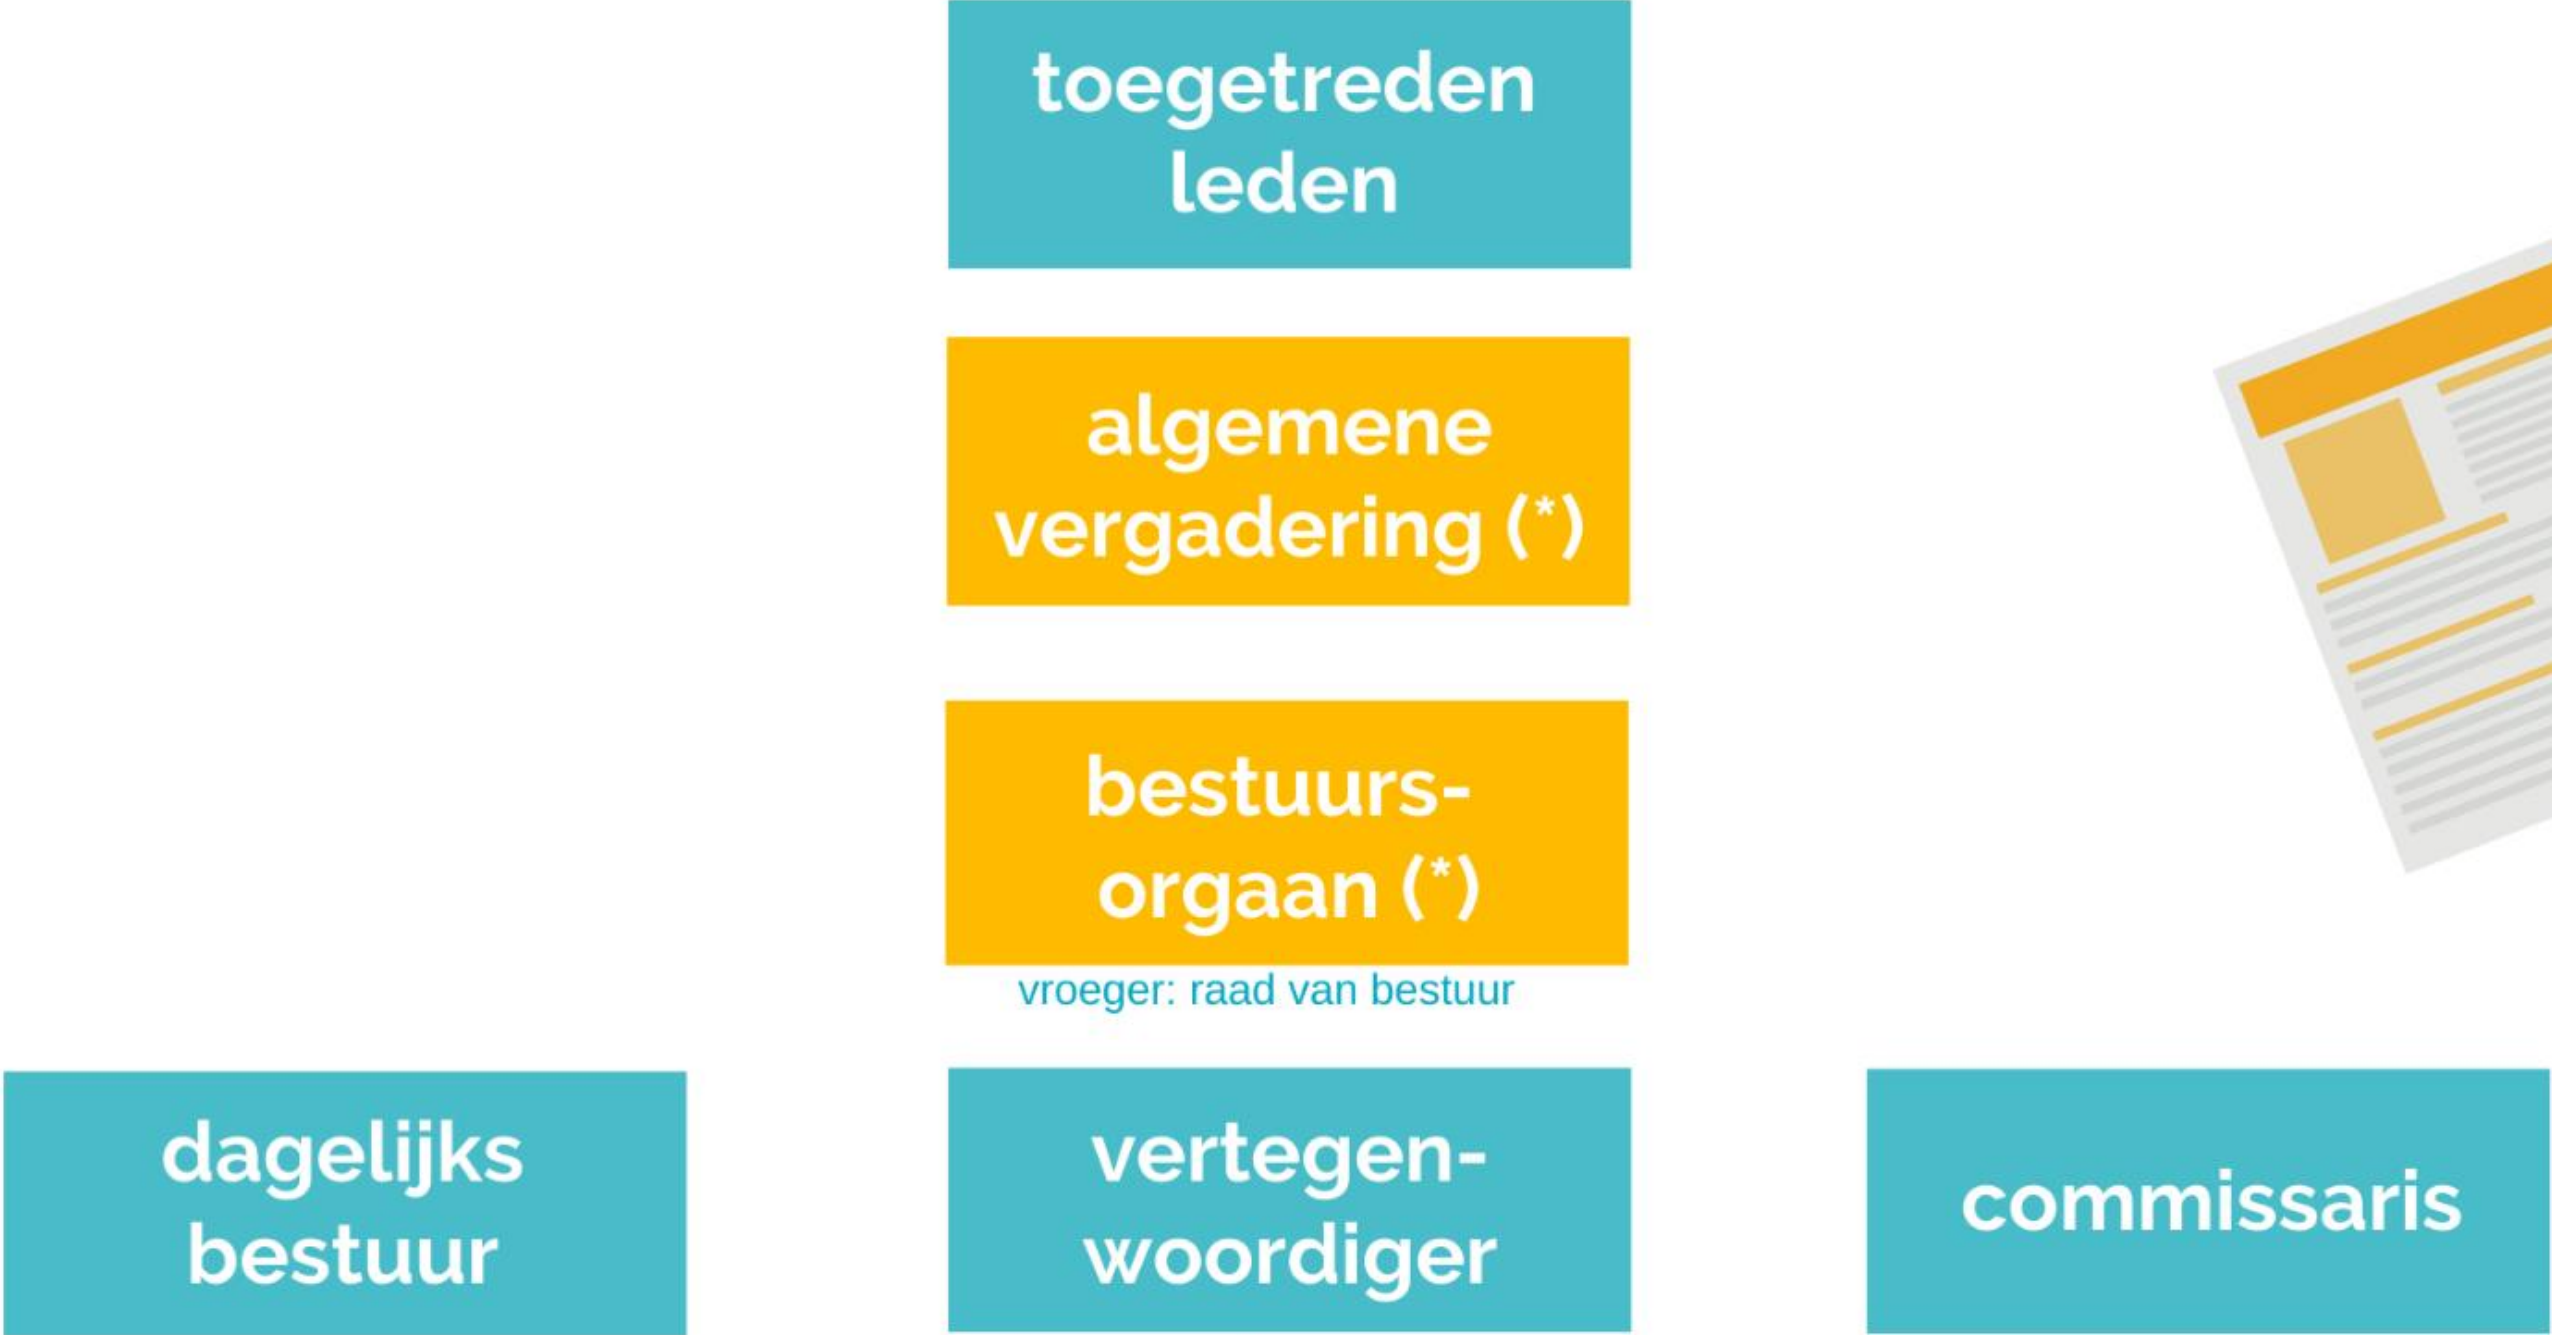 toegetreden
leden
algemene
vergadering (*)
bestuurs-
orgaan (*)
vroeger: raad van bestuur
dagelijks
bestuur
vertegen-
woordiger
commissaris